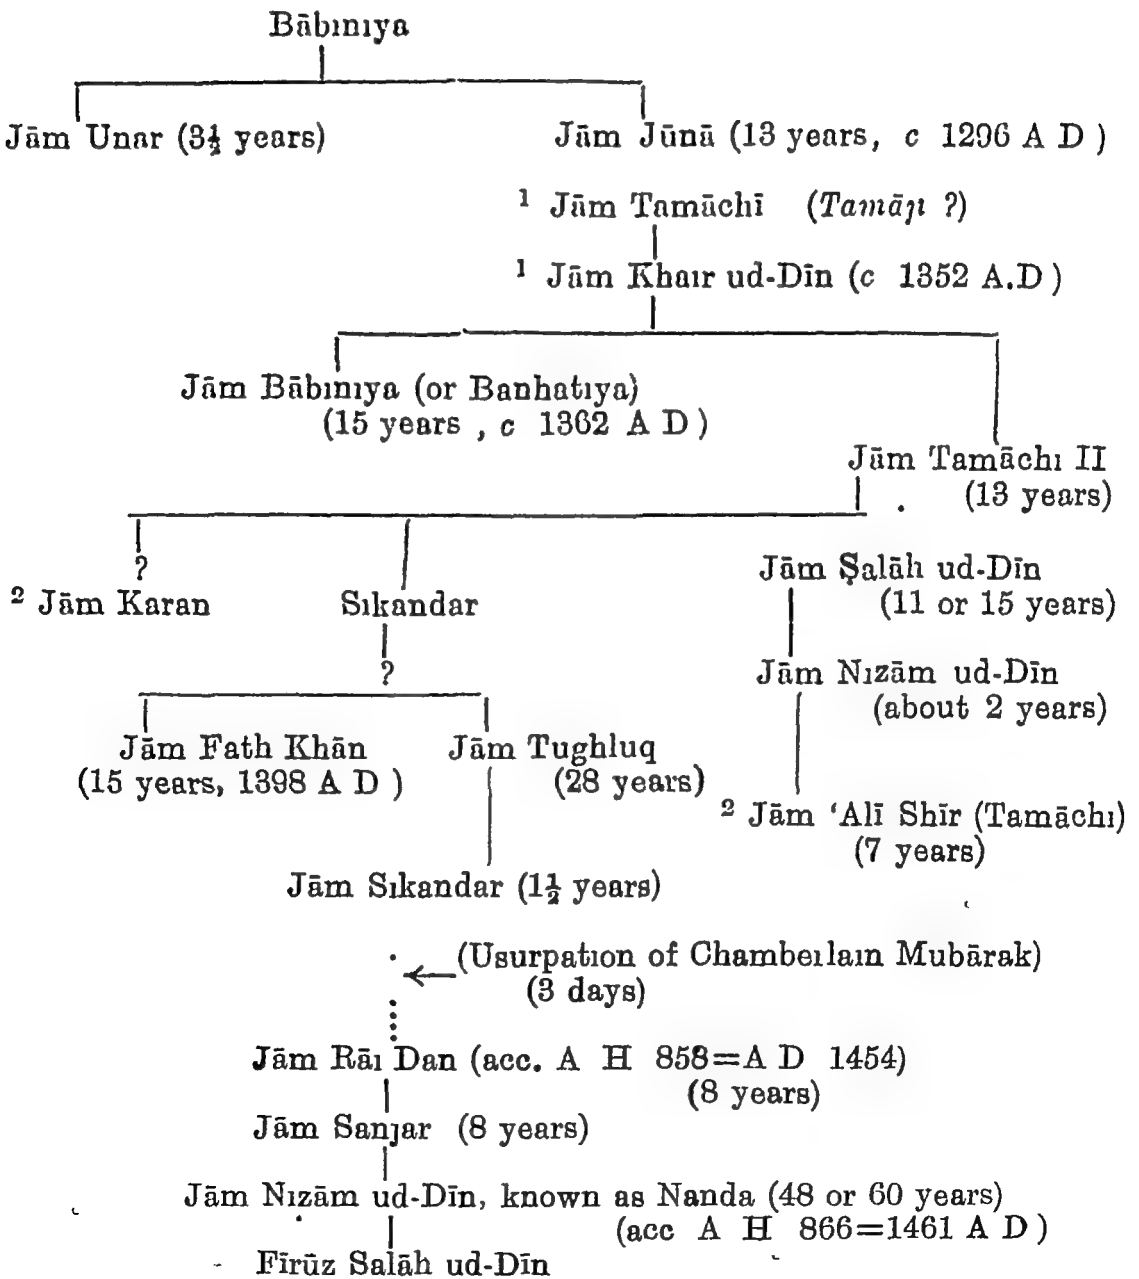 Bābınıya
Jām Unar (3½ years)
Jām Jūnā (13 years, c 1296 A D )
1 Jām Tamāchī (Tamājı ?)
1 Jām Khaır ud-Dīn (c 1352 A.D )
Jām Bābınıya (or Banhatıya)
(15 years , c 1362 A D )
Jām Tamāchı II
(13 years)
?
2 Jām Karan
Sıkandar
?
Jām Ṣalāh ud-Dīn
(11 or 15 years)
Jām Nızām ud-Dīn
(about 2 years)
Jām Fath Khān
(15 years, 1398 A D )
Jām Tughluq
(28 years)
2 Jām ‘Alī Shīr (Tamāchı)
(7 years)
Jām Sıkandar (1½ years)
(Usurpatıon of Chambeılaın Mubārak)
(3 days)
Jām Rāı Dan (acc. A H 858=A D 1454)
(8 years)
Jām Sanȷar (8 years)
Jām Nızām ud-Dīn, known as Nanda (48 or 60 years)
(acc A H 866=1461 A D )
Fīrūz Salāh ud-Dīn